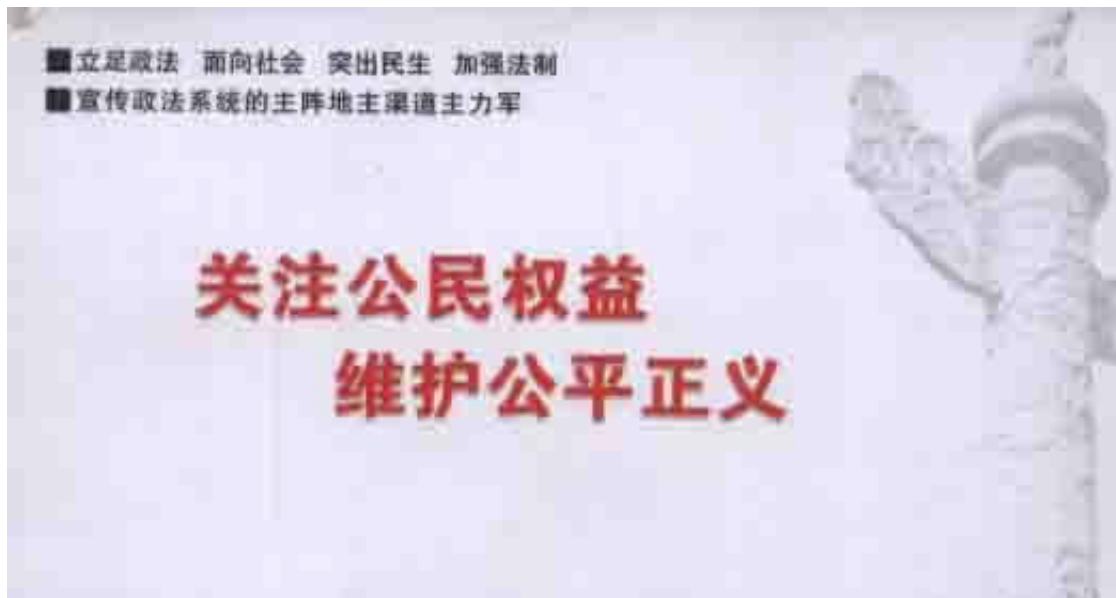 ■立足政法 面向社会 突出民生 加强法制
■宣传政法系统的主阵地主渠道主力军
关注公民权益
维护公平正义